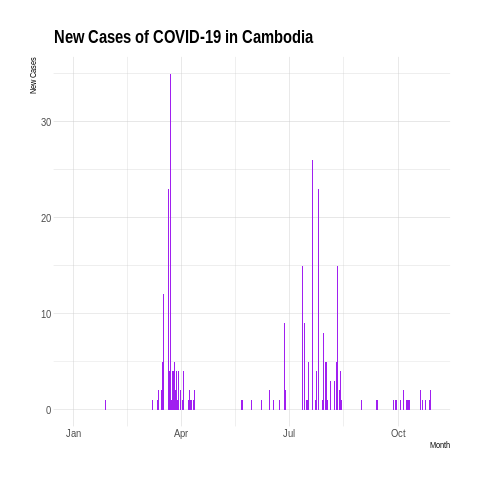 New Cases of COVID-19 in Cambodia
New Cases
30
20
10
0
Jan Apr Jul Oct
Month